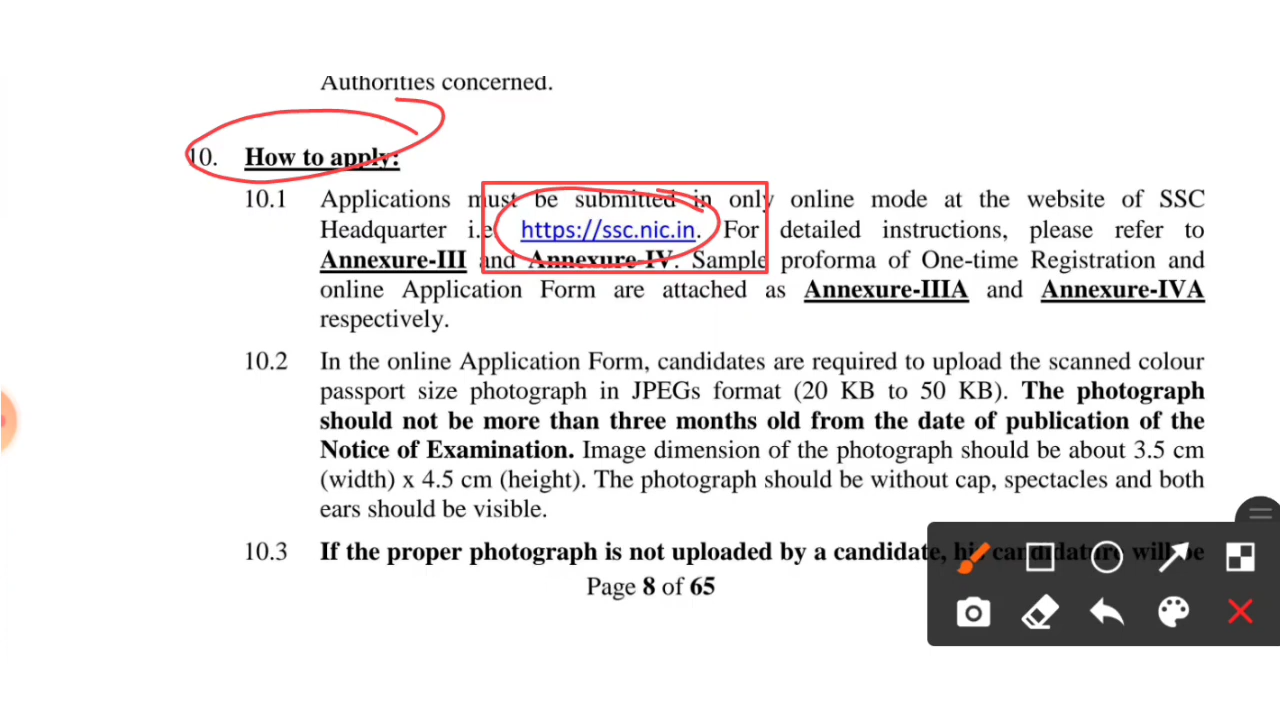 Authorities concerned.
10. How to apply:
10.1 Applications must be submitted in only online mode at the website of SSC
Headquarter i.e https://ssc.nic.in. For detailed instructions, please refer to
Annexure-III and Annexure-IV. Sample proforma of One-time Registration and
online Application Form are attached as Annexure-IIIA and Annexure-IVA
respectively.
10.2 In the online Application Form, candidates are required to upload the scanned colour
passport size photograph in JPEGs format (20 KB to 50 KB). The photograph
should not be more than three months old from the date of publication of the
Notice of Examination. Image dimension of the photograph should be about 3.5 cm
(width) x 4.5 cm (height). The photograph should be without cap, spectacles and both
ears should be visible.
10.3 If the proper photograph is not uploaded by a candidate, his candidature will be
Page 8 of 65